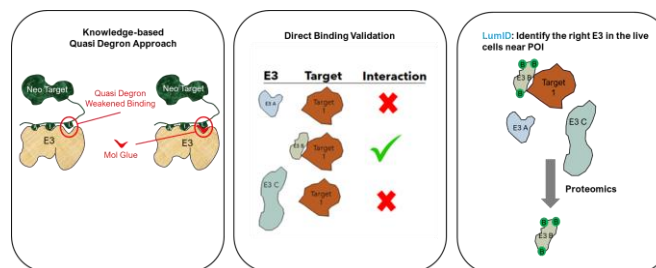 Knowledge-based
Quasi Degron Approach
Neo Target
Neo Target
Quasi Degron
Weakened Binding
E3
Mol Glue
E3
Direct Binding Validation
E3 Target Interaction
E3 A
Target
1
E3 B
Target
1
E3 C
Target
1
LumID: Identify the right E3 in the live
cells near POI
B B
E3 B
B
Target
1
E3 A
E3 C
Proteomics
B B
E3 B
B